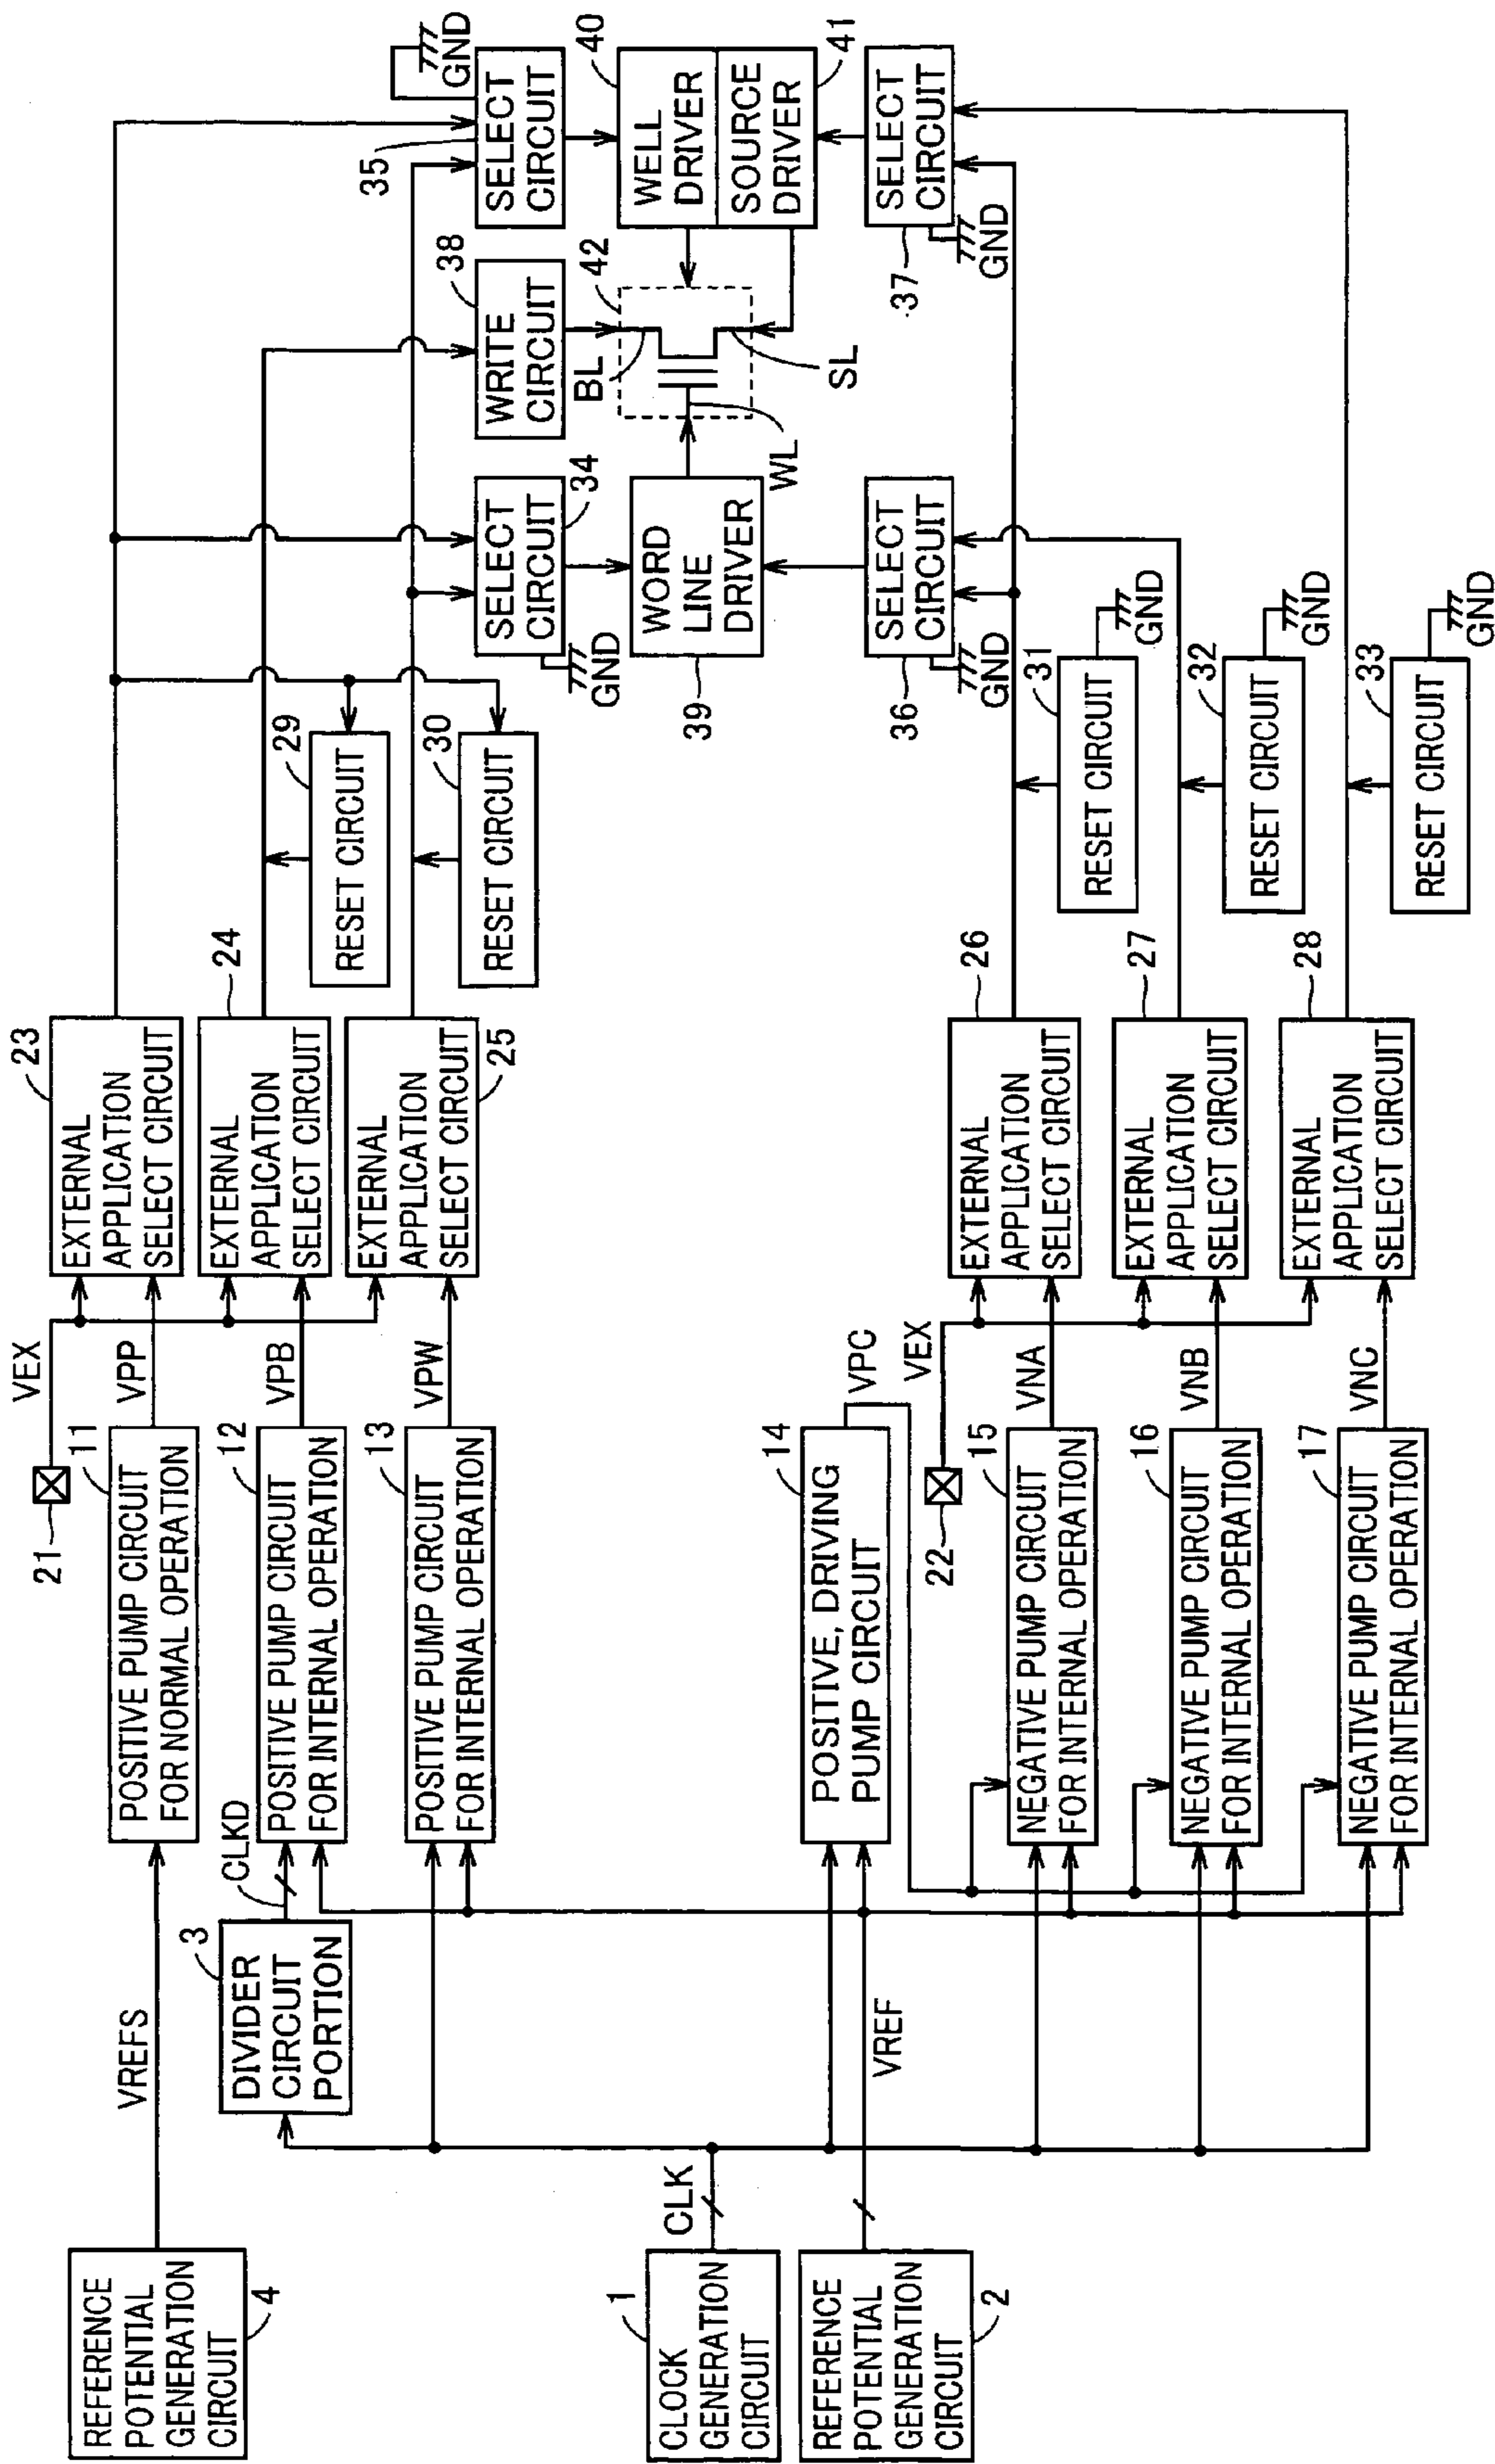 REFERENCE
POTENTIAL
GENERATION
CIRCUIT
4
VREFS
CLOCK
GENERATION
CIRCUIT
1
CLK
REFERENCE
POTENTIAL
GENERATION
CIRCUIT
2
VREF
DIVIDER
CIRCUIT
PORTION
3
CLKD
POSITIVE PUMP CIRCUIT
FOR NORMAL OPERATION
11
POSITIVE PUMP CIRCUIT
FOR INTERNAL OPERATION
12
POSITIVE PUMP CIRCUIT
FOR INTERNAL OPERATION
13
POSITIVE, DRIVING
PUMP CIRCUIT
14
NEGATIVE PUMP CIRCUIT
FOR INTERNAL OPERATION
15
NEGATIVE PUMP CIRCUIT
FOR INTERNAL OPERATION
16
NEGATIVE PUMP CIRCUIT
FOR INTERNAL OPERATION
17
21
VEX
VPP
VPB
VPW
VPC
22
VEX
VNA
VNB
VNC
EXTERNAL
APPLICATION
SELECT CIRCUIT
23
EXTERNAL
APPLICATION
SELECT CIRCUIT
24
EXTERNAL
APPLICATION
SELECT CIRCUIT
25
EXTERNAL
APPLICATION
SELECT CIRCUIT
26
EXTERNAL
APPLICATION
SELECT CIRCUIT
27
EXTERNAL
APPLICATION
SELECT CIRCUIT
28
RESET CIRCUIT
29
RESET CIRCUIT
30
RESET CIRCUIT
31
GND
RESET CIRCUIT
32
GND
RESET CIRCUIT
33
GND
SELECT
CIRCUIT
34
GND
WORD
LINE
DRIVER
39
SELECT
CIRCUIT
36
GND
WRITE
CIRCUIT
38
BL
42
SL
WL
SELECT
CIRCUIT
35
GND
WELL
DRIVER
40
SOURCE
DRIVER
41
SELECT
CIRCUIT
37
GND